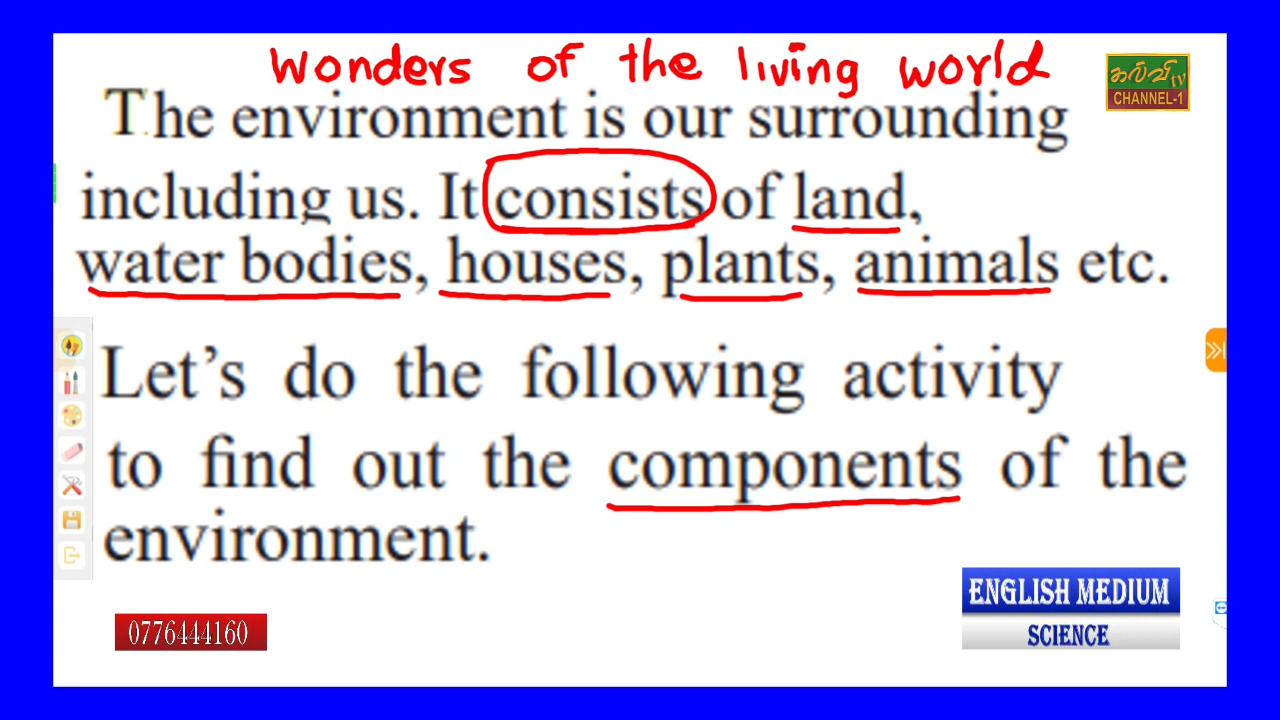 Wonders of the living world
கல்வி TV
CHANNEL-1
The environment is our surrounding
including us. It consists of land,
water bodies, houses, plants, animals etc.
Let's do the following activity
to find out the components of the
environment.
ENGLISH MEDIUM
SCIENCE
0776444160